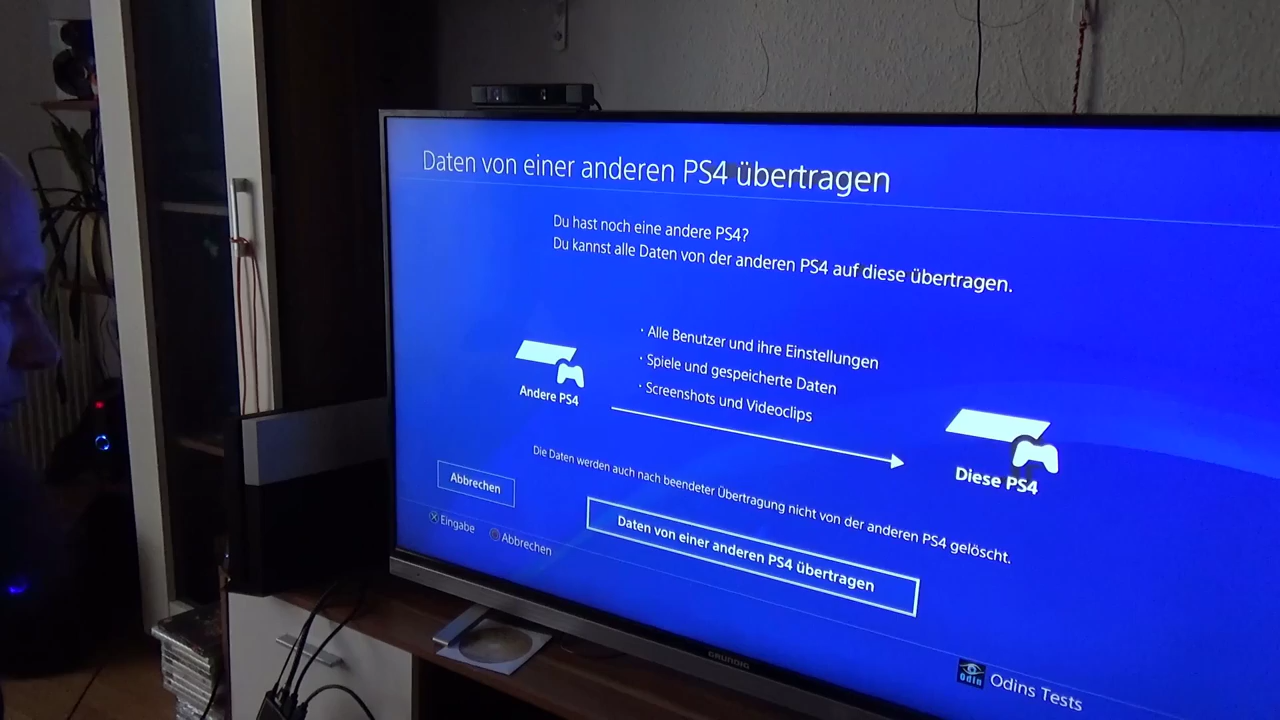 Daten von einer anderen PS4 übertragen
Du hast noch eine andere PS4?
Du kannst alle Daten von der anderen PS4 auf diese übertragen.
· Alle Benutzer und ihre Einstellungen
· Spiele und gespeicherte Daten
· Screenshots und Videoclips
Andere PS4
Diese PS4
Die Daten werden auch nach beendeter Übertragung nicht von der anderen PS4 gelöscht.
Abbrechen
Daten von einer anderen PS4 übertragen
Eingabe
Abbrechen
GRUNDIG
Odin
Odins Tests